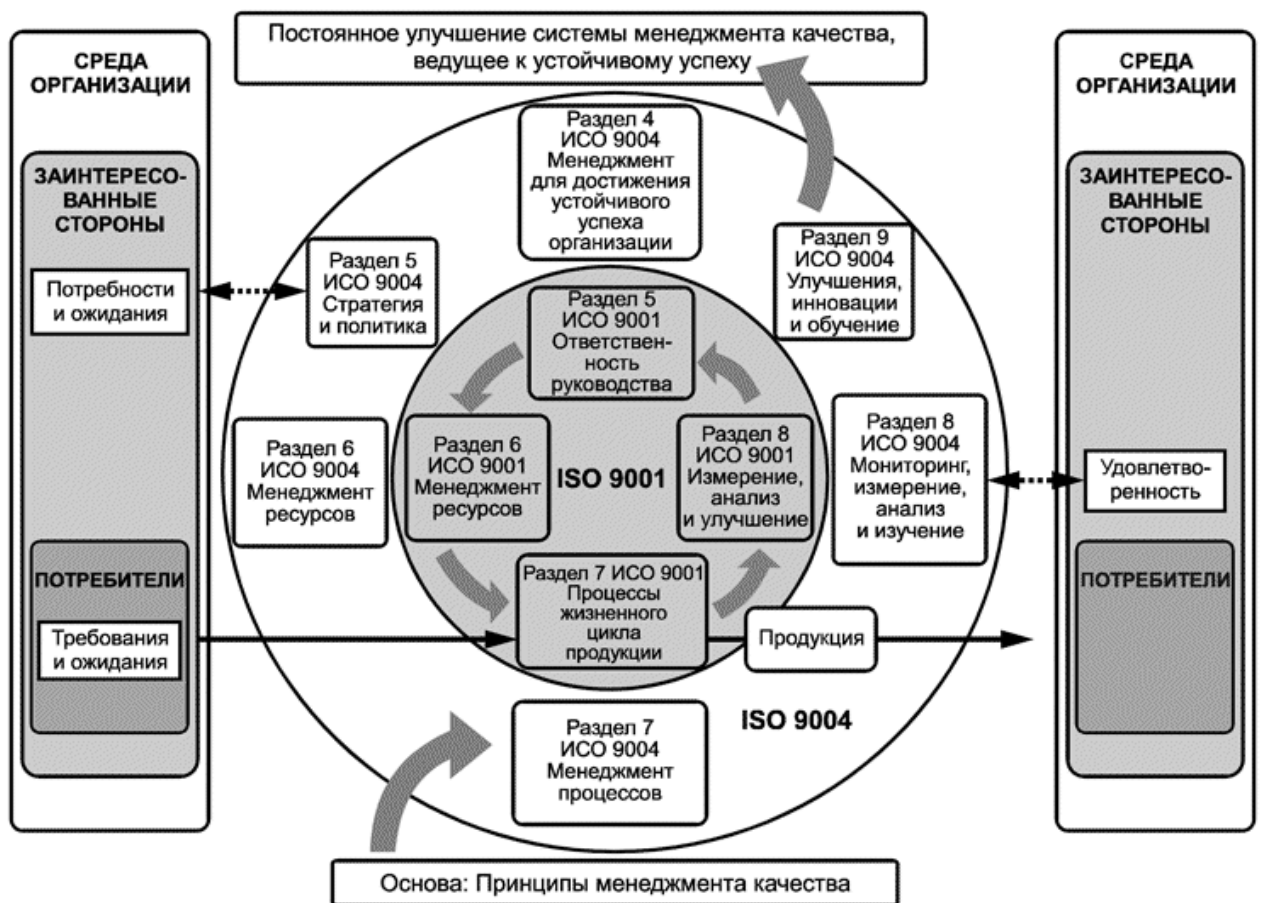 Постоянное улучшение системы менеджмента качества,
ведущее к устойчивому успеху
СРЕДА
ОРГАНИЗАЦИИ
ЗАИНТЕРЕСО-
ВАННЫЕ
СТОРОНЫ
Потребности
и ожидания
ПОТРЕБИТЕЛИ
Требования
и ожидания
Раздел 4
ИСО 9004
Менеджмент
для достижения
устойчивого
успеха
организации
Раздел 5
ИСО 9004
Стратегия
и политика
Раздел 9
ИСО 9004
Улучшения,
инновации
и обучение
Раздел 5
ИСО 9001
Ответствен-
ность
руководства
Раздел 6
ИСО 9004
Менеджмент
ресурсов
Раздел 6
ИСО 9001
Менеджмент
ресурсов
ISO 9001
Раздел 8
ИСО 9001
Измерение,
анализ
и улучшение
Раздел 8
ИСО 9004
Мониторинг,
измерение,
анализ
и изучение
Раздел 7 ИСО 9001
Процессы
жизненного
цикла
продукции
Продукция
ISO 9004
Раздел 7
ИСО 9004
Менеджмент
процессов
СРЕДА
ОРГАНИЗАЦИИ
ЗАИНТЕРЕСО-
ВАННЫЕ
СТОРОНЫ
Удовлетво-
ренность
ПОТРЕБИТЕЛИ
Основа: Принципы менеджмента качества